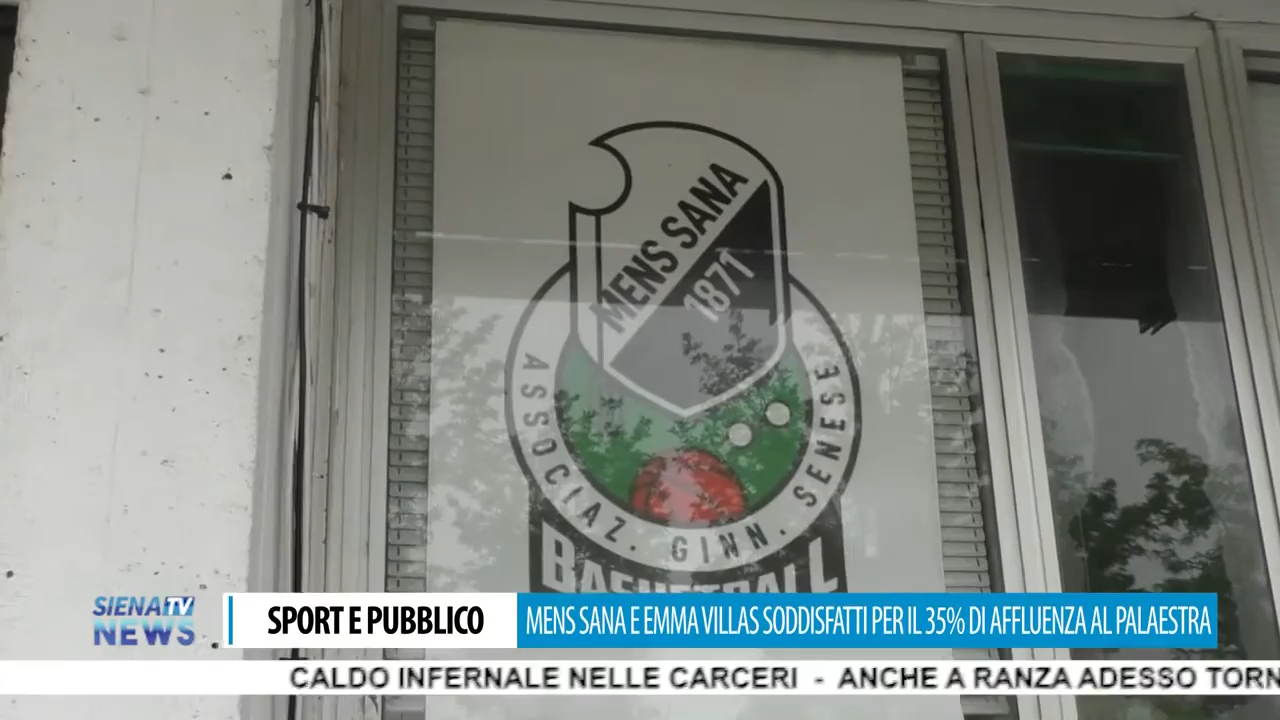 MENS SANA
1871
ASSOCIAZ. GINN. SENESE
BASKETBALL
SIENA TV
NEWS
SPORT E PUBBLICO
MENS SANA E EMMA VILLAS SODDISFATTI PER IL 35% DI AFFLUENZA AL PALAESTRA
CALDO INFERNALE NELLE CARCERI - ANCHE A RANZA ADESSO TORN